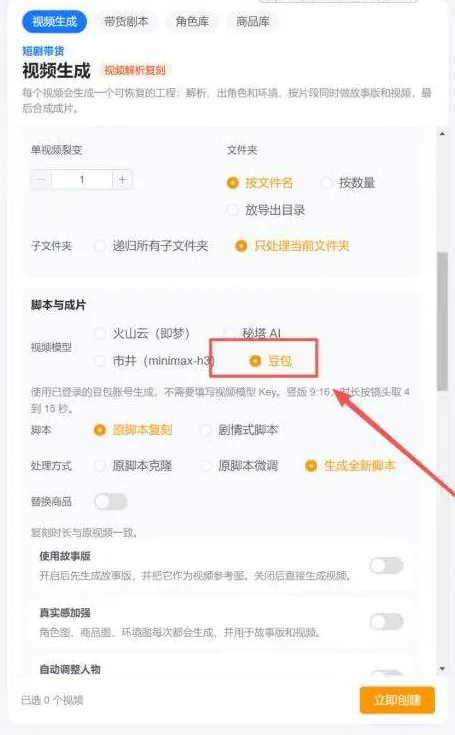 视频生成 带货剧本 角色库 商品库
短剧带货
视频生成 视频解析复刻
每个视频会生成一个可恢复的工程：解析、出角色和环境、按片段同时做故事版和视频，最
后合成成片。
单视频裂变 文件夹
− 1 + 按文件名 按数量
放导出目录
子文件夹 递归所有子文件夹 只处理当前文件夹
脚本与成片
火山云（即梦） 秘塔 AI
视频模型
市井（minimax-h3） 豆包
使用已登录的豆包账号生成，不需要填写视频模型 Key。竖版 9:16，时长按镜头取 4
到 15 秒。
脚本 原脚本复刻 剧情式脚本
处理方式 原脚本克隆 原脚本微调 生成全新脚本
替换商品
复刻时长与原视频一致。
使用故事版
开启后先生成故事版，并把它作为视频参考图。关闭后直接生成视频。
真实感加强
角色图、商品图、环境图每次都会生成，并用于故事版和视频。
自动调整人物
已选 0 个视频 立即创建